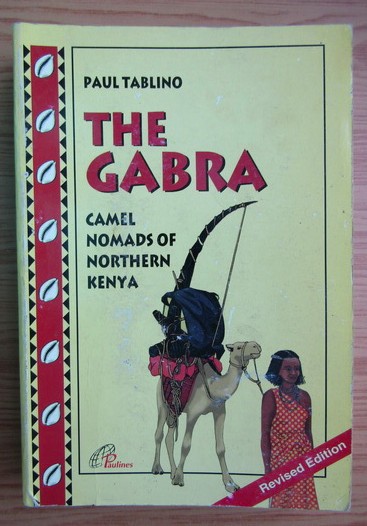 PAUL TABLINO
THE
GABRA
CAMEL
NOMADS OF
NORTHERN
KENYA
Paulines
Revised Edition